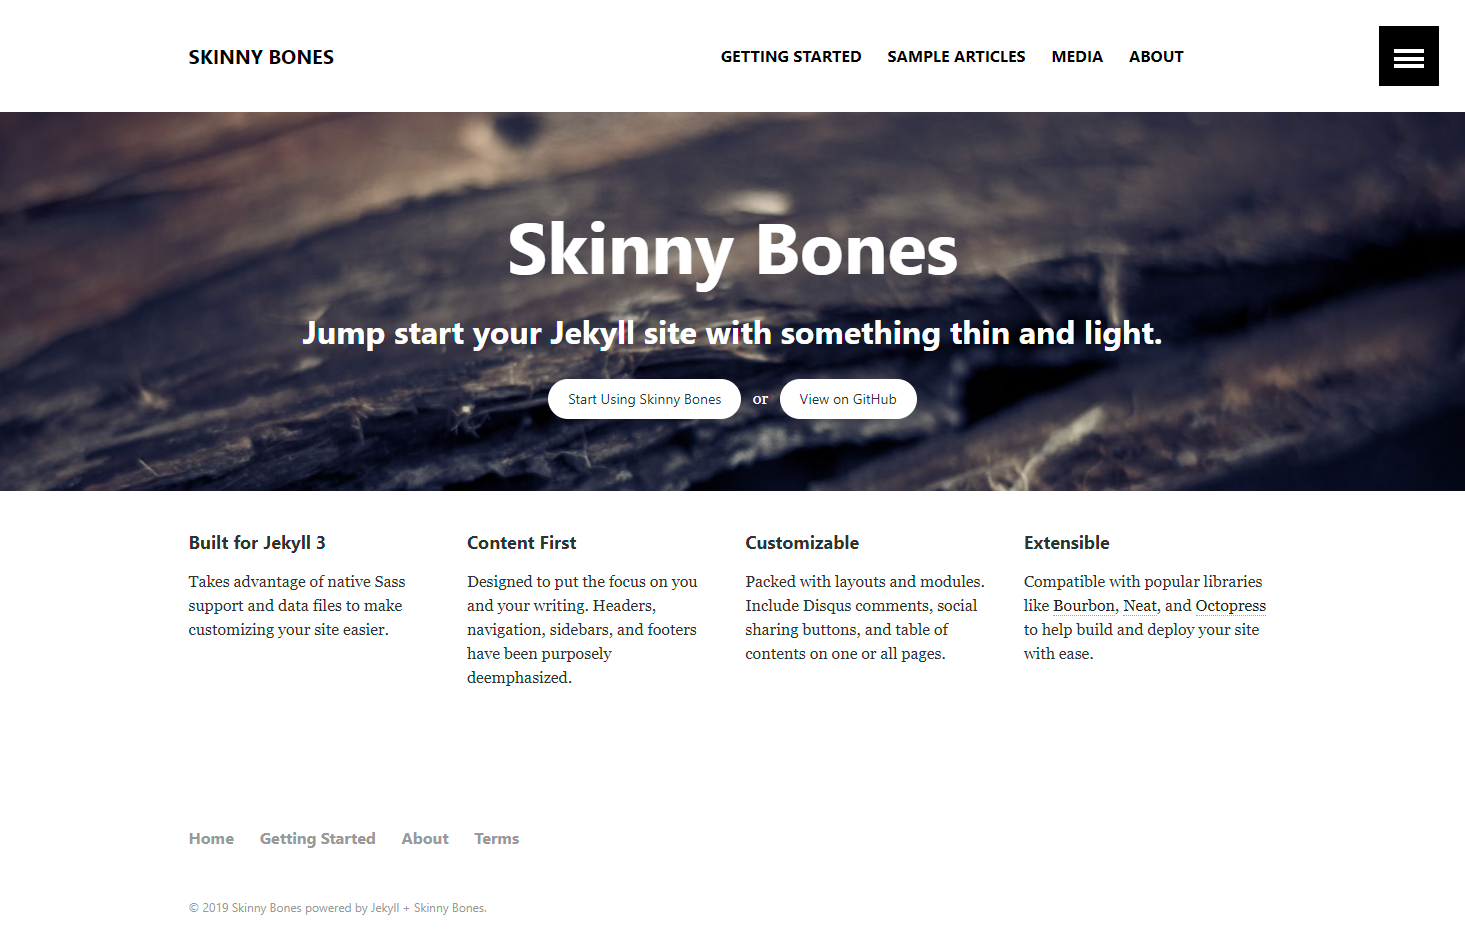 SKINNY BONES
GETTING STARTED SAMPLE ARTICLES MEDIA ABOUT
Skinny Bones
Jump start your Jekyll site with something thin and light.
Start Using Skinny Bones or View on GitHub
Built for Jekyll 3
Takes advantage of native Sass
support and data files to make
customizing your site easier.
Content First
Designed to put the focus on you
and your writing. Headers,
navigation, sidebars, and footers
have been purposely
deemphasized.
Customizable
Packed with layouts and modules.
Include Disqus comments, social
sharing buttons, and table of
contents on one or all pages.
Extensible
Compatible with popular libraries
like Bourbon, Neat, and Octopress
to help build and deploy your site
with ease.
Home Getting Started About Terms
© 2019 Skinny Bones powered by Jekyll + Skinny Bones.